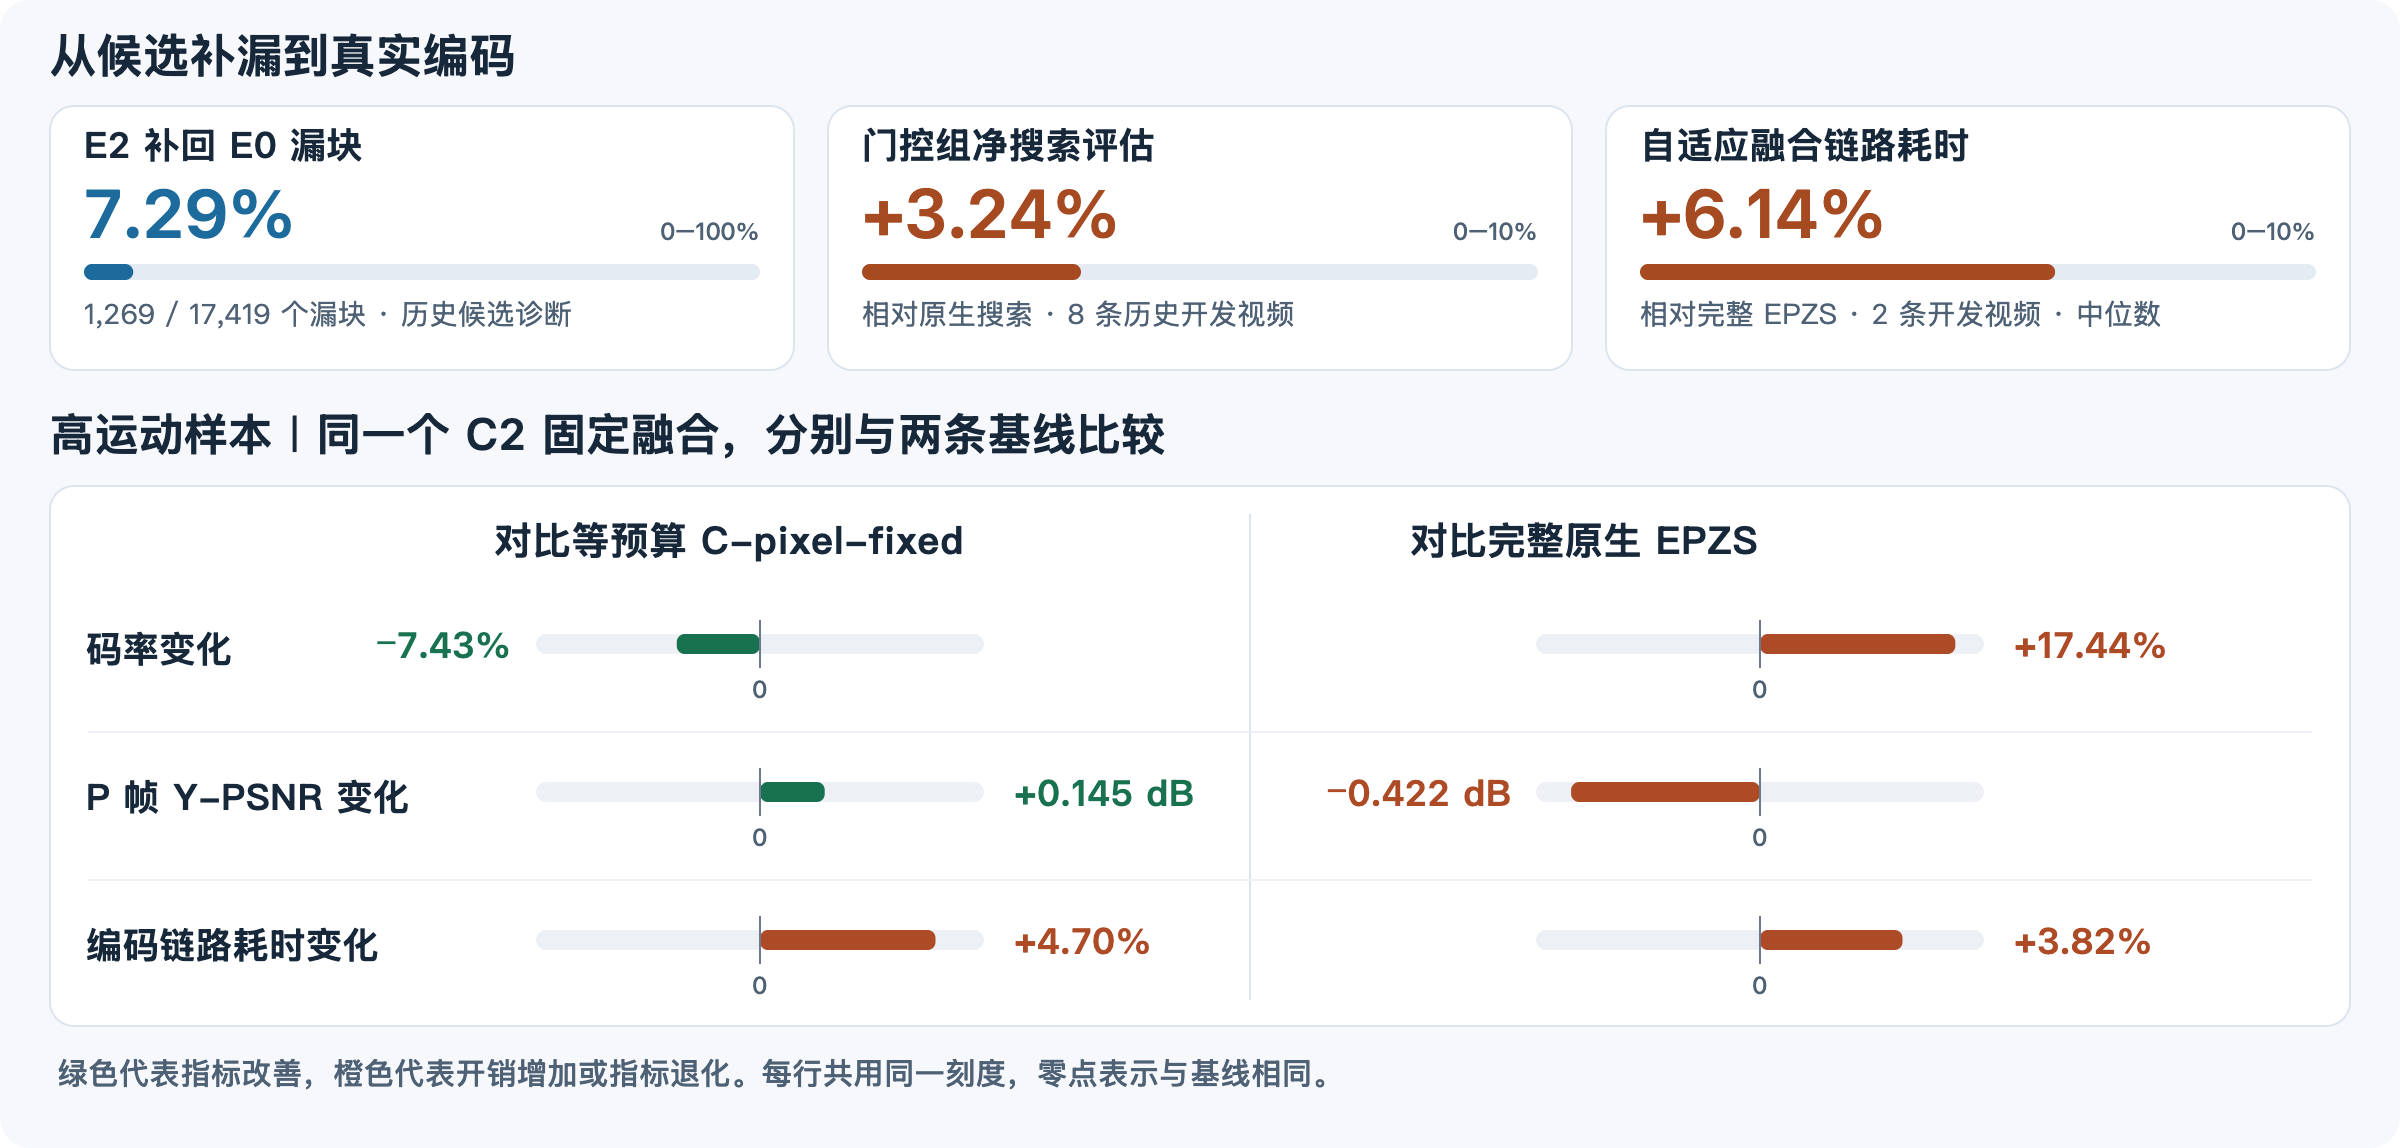 从候选补漏到真实编码
E2 补回 E0 漏块
7.29%
0–100%
1,269 / 17,419 个漏块 · 历史候选诊断
门控组净搜索评估
+3.24%
0–10%
相对原生搜索 · 8 条历史开发视频
自适应融合链路耗时
+6.14%
0–10%
相对完整 EPZS · 2 条开发视频 · 中位数
高运动样本｜同一个 C2 固定融合，分别与两条基线比较
对比等预算 C-pixel-fixed
对比完整原生 EPZS
码率变化
−7.43%
0
0
+17.44%
P 帧 Y-PSNR 变化
0
+0.145 dB
−0.422 dB
0
编码链路耗时变化
0
+4.70%
0
+3.82%
绿色代表指标改善，橙色代表开销增加或指标退化。每行共用同一刻度，零点表示与基线相同。